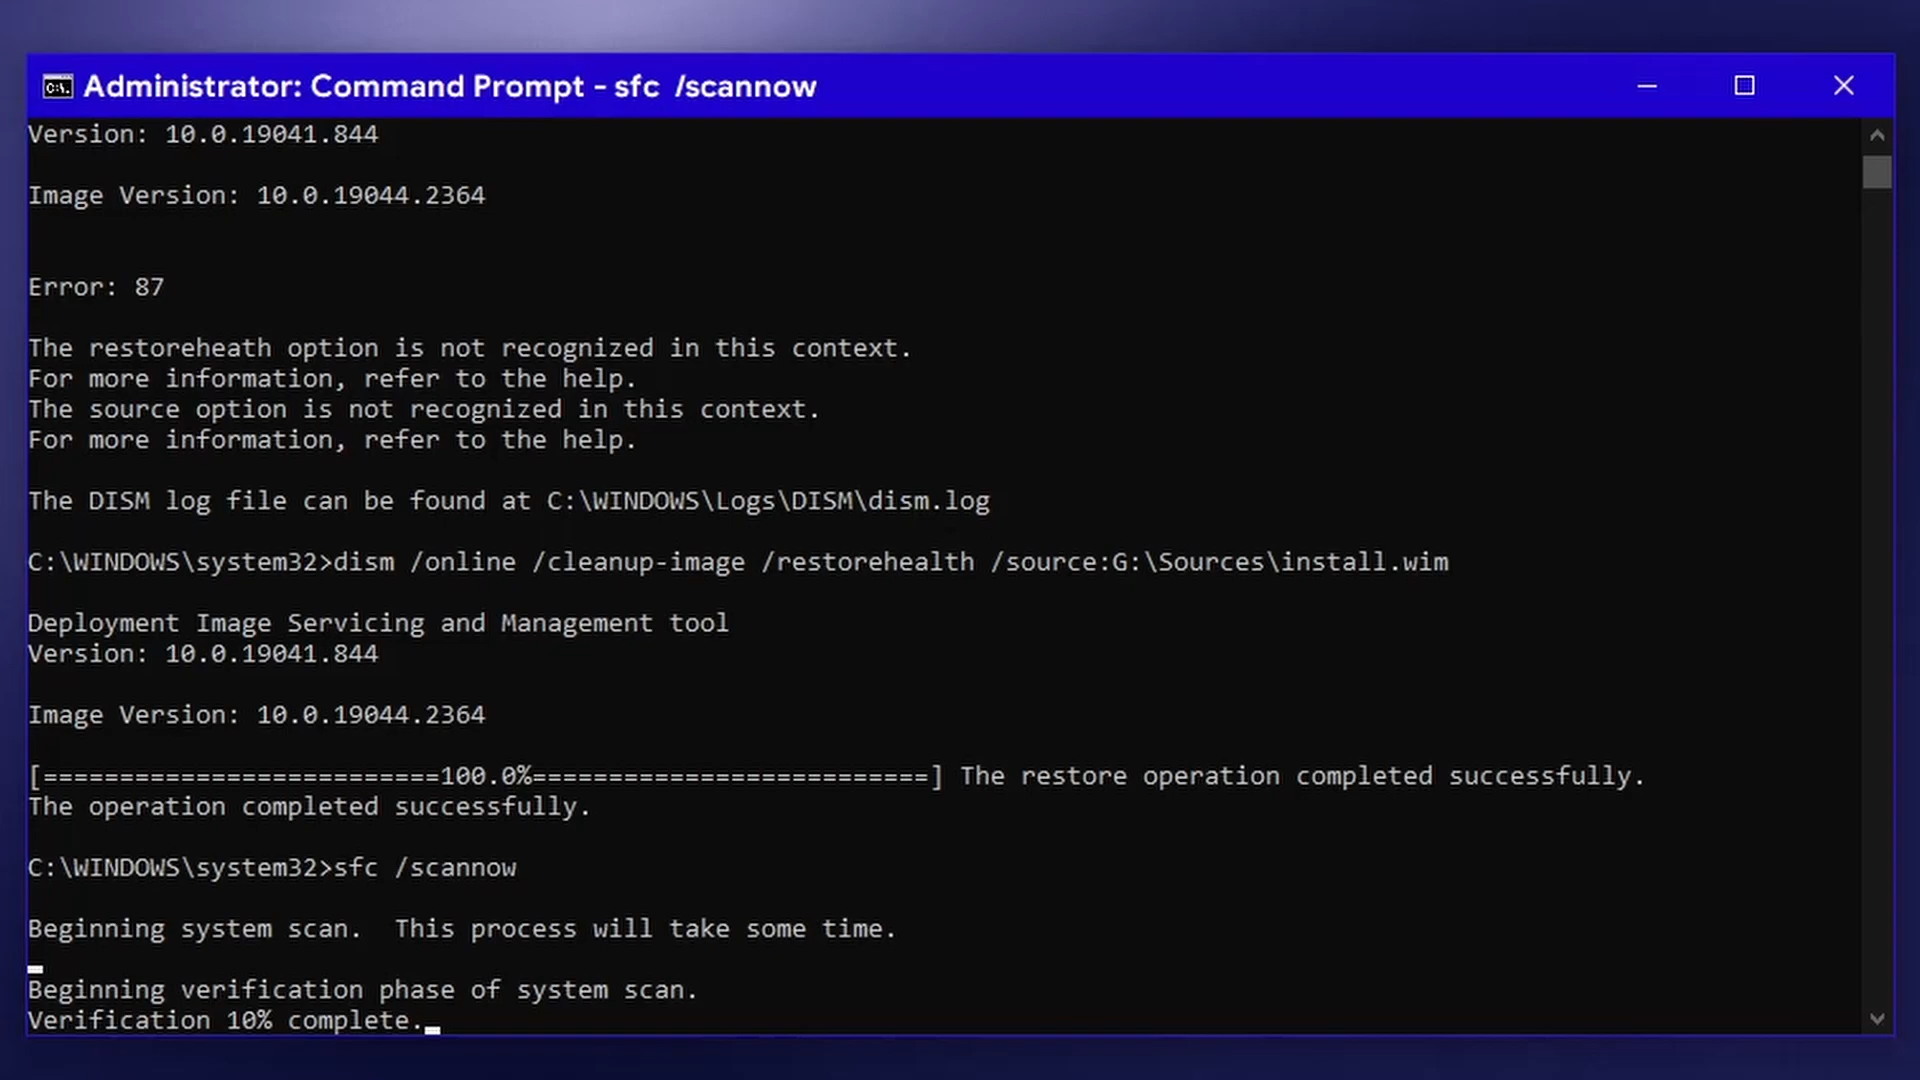 Administrator: Command Prompt - sfc  /scannow
Version: 10.0.19041.844
Image Version: 10.0.19044.2364
Error: 87
The restoreheath option is not recognized in this context.
For more information, refer to the help.
The source option is not recognized in this context.
For more information, refer to the help.
The DISM log file can be found at C:\WINDOWS\Logs\DISM\dism.log
C:\WINDOWS\system32>dism /online /cleanup-image /restorehealth /source:G:\Sources\install.wim
Deployment Image Servicing and Management tool
Version: 10.0.19041.844
Image Version: 10.0.19044.2364
[==========================100.0%==========================] The restore operation completed successfully.
The operation completed successfully.
C:\WINDOWS\system32>sfc /scannow
Beginning system scan.  This process will take some time.
Beginning verification phase of system scan.
Verification 10% complete.